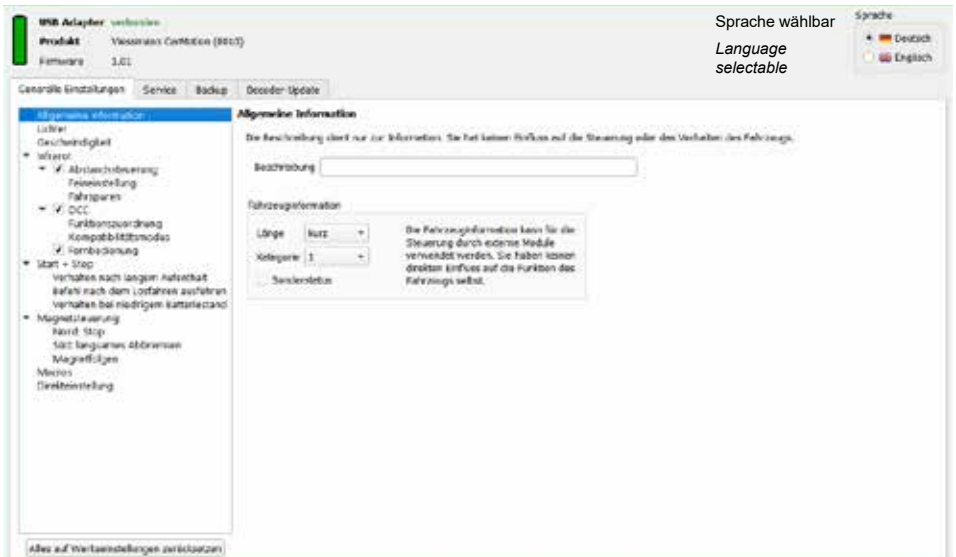 USB Adapter verbunden
Produkt Viessmann CarMotion (8013)
Firmware 1.01
Sprache wählbar
Language
selectable
Sprache
Deutsch
Englisch
Generelle Einstellungen Service Backup Decoder Update
Allgemeine Information
Lichter
Geschwindigkeit
Infrarot
Abstandssteuerung
Feineinstellung
Fahrspuren
DCC
Funktionszuordnung
Kompatibilitätsmodus
Fernbedienung
Start + Stop
Verhalten nach langem Aufenthalt
Befehl nach dem Losfahren ausführen
Verhalten bei niedrigem Batteriestand
Magnetsteuerung
Nord: Stop
Süd: langsames Abbremsen
Magnetfolgen
Macros
Direkteinstellung
Alles auf Werkseinstellungen zurücksetzen
Allgemeine Information
Die Beschreibung dient nur zur Information. Sie hat keinen Einfluss auf die Steuerung oder das Verhalten des Fahrzeugs.
Beschreibung
Fahrzeuginformation
Länge kurz
Kategorie 1
Sonderstatus
Die Fahrzeuginformation kann für die
Steuerung durch externe Module
verwendet werden. Sie haben keinen
direkten Einfluss auf die Funktion des
Fahrzeugs selbst.